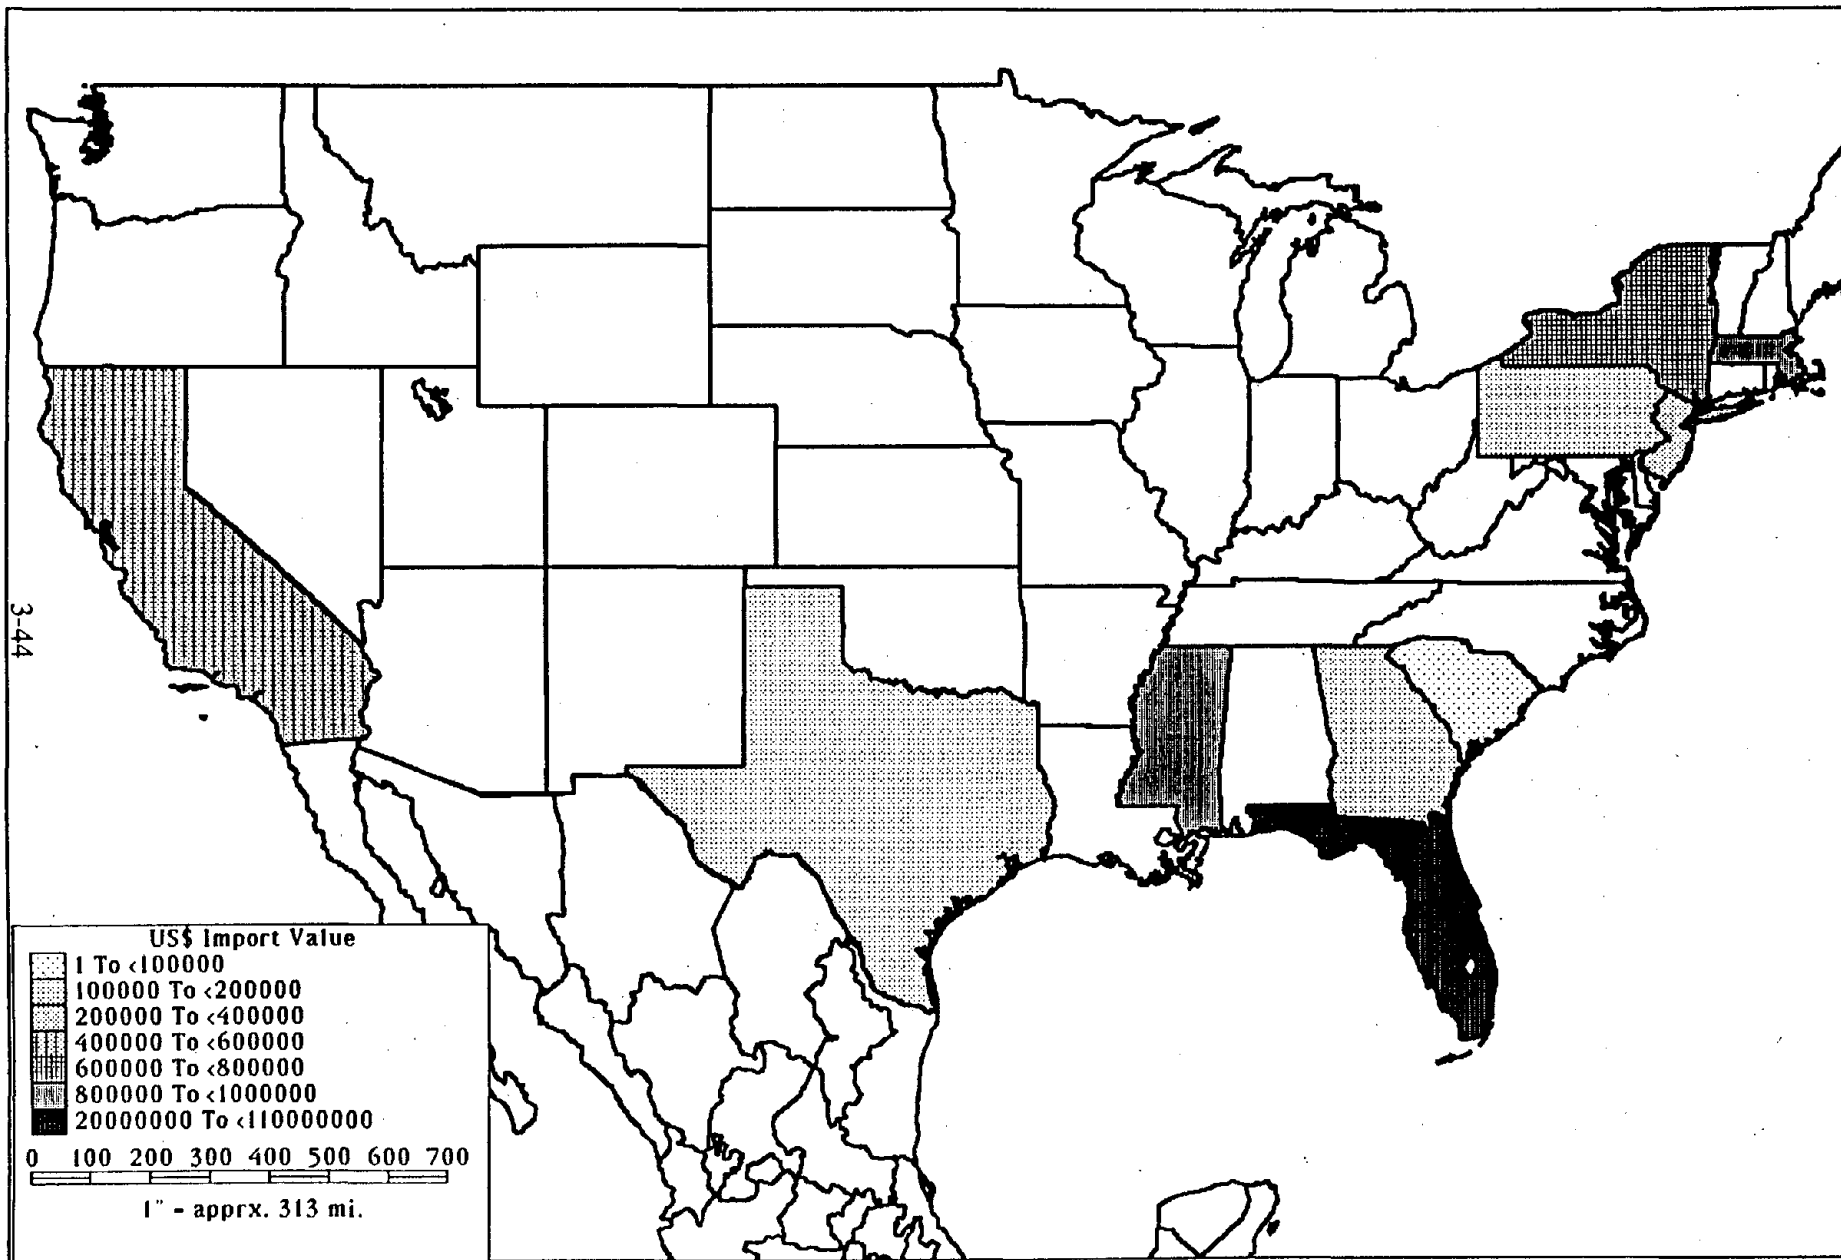 3-44
US$ Import Value
1 To <100000
100000 To <200000
200000 To <400000
400000 To <600000
600000 To <800000
800000 To <1000000
20000000 To <110000000
0 100 200 300 400 500 600 700
1" - apprx. 313 mi.